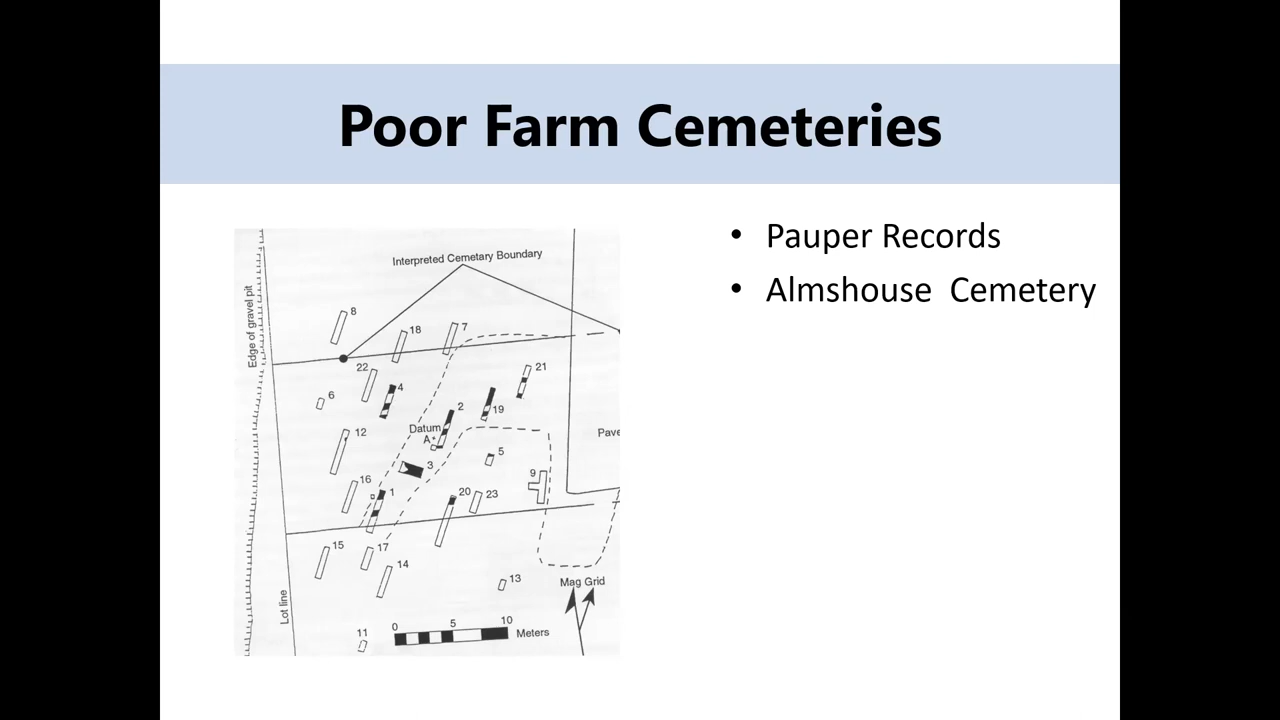 Poor Farm Cemeteries
• Pauper Records
• Almshouse  Cemetery
Interpreted Cemetary Boundary
Edge of gravel pit
8
18
7
22
21
6
4
2
19
Datum
A
12
Pave
5
3
9
16
1
20
23
15
17
14
13
Mag Grid
Lot line
11
0 5 10
Meters